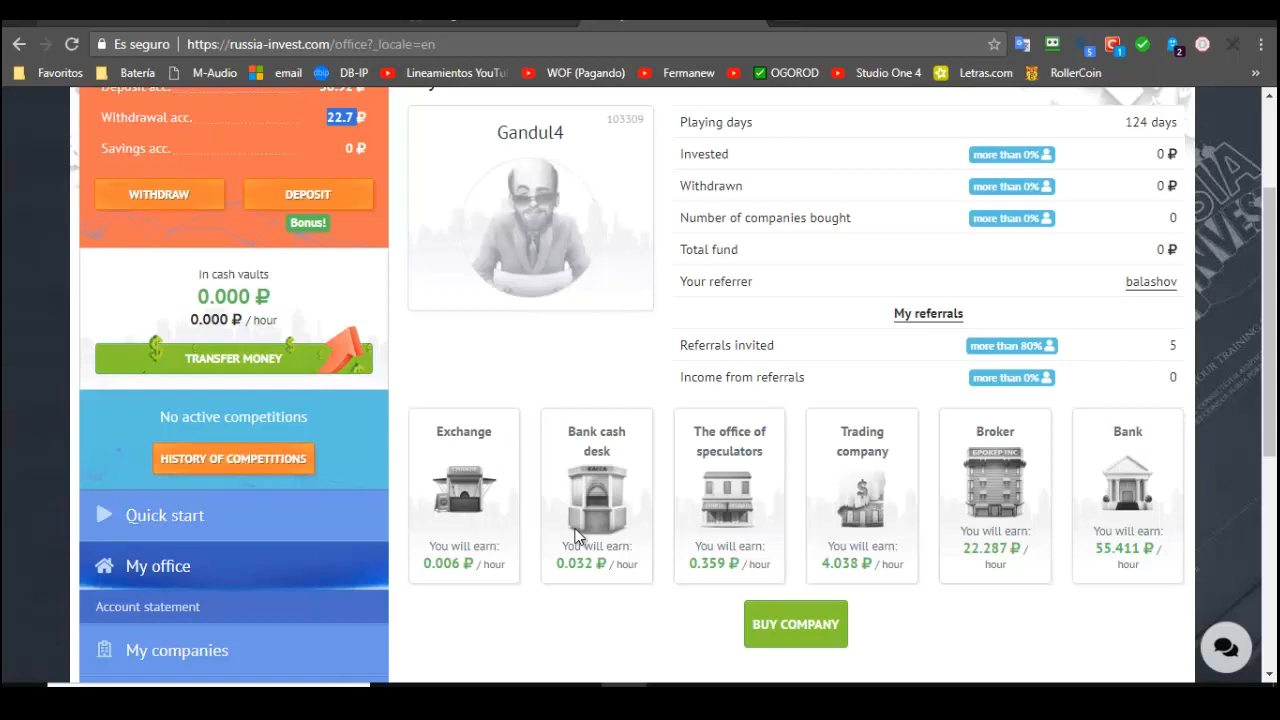 Es seguro
https://russia-invest.com/office?_locale=en
5
1
2
Favoritos
Batería
M-Audio
email
DB-IP
Lineamientos YouTu
WOF (Pagando)
Fermanew
OGOROD
Studio One 4
Letras.com
RollerCoin
»
Deposit acc.
Withdrawal acc.
22.7 ₽
Savings acc.
0 ₽
WITHDRAW
DEPOSIT
Bonus!
In cash vaults
0.000 ₽
0.000 ₽ / hour
TRANSFER MONEY
No active competitions
HISTORY OF COMPETITIONS
Quick start
My office
Account statement
My companies
Gandul4
103309
Playing days
124 days
Invested
more than 0%
0 ₽
Withdrawn
more than 0%
0 ₽
Number of companies bought
more than 0%
0
Total fund
0 ₽
Your referrer
balashov
My referrals
Referrals invited
more than 80%
5
Income from referrals
more than 0%
0
Exchange
You will earn:
0.006 ₽ / hour
Bank cash
desk
КАССА
You will earn:
0.032 ₽ / hour
The office of
speculators
You will earn:
0.359 ₽ / hour
Trading
company
You will earn:
4.038 ₽ / hour
Broker
БРОКЕР INC
You will earn:
22.287 ₽ /
hour
Bank
You will earn:
55.411 ₽ /
hour
BUY COMPANY